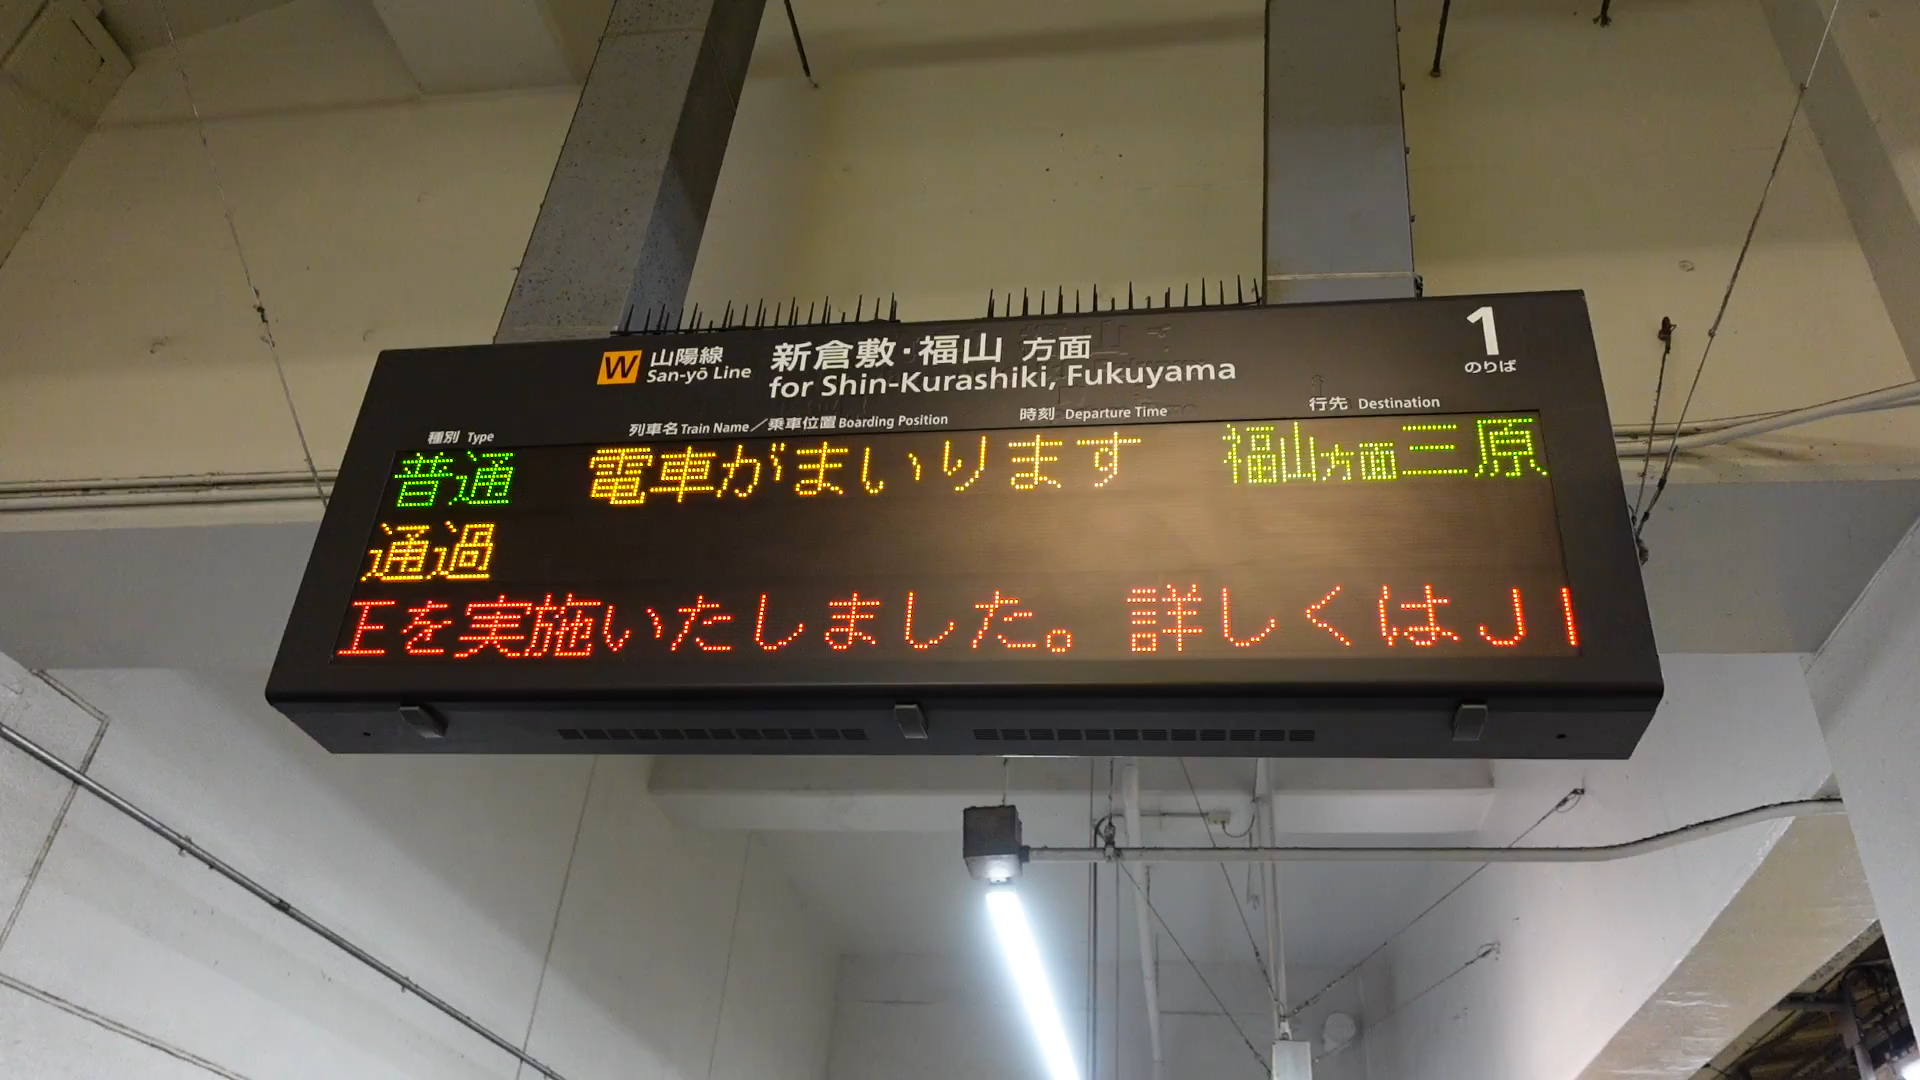 W 山陽線 San-yō Line
新倉敷・福山 方面
for Shin-Kurashiki, Fukuyama
1
のりば
種別 Type 列車名 Train Name／乗車位置 Boarding Position 時刻 Departure Time 行先 Destination
普通 電車がまいります 福山方面三原
通過
正を実施いたしました。詳しくはJ